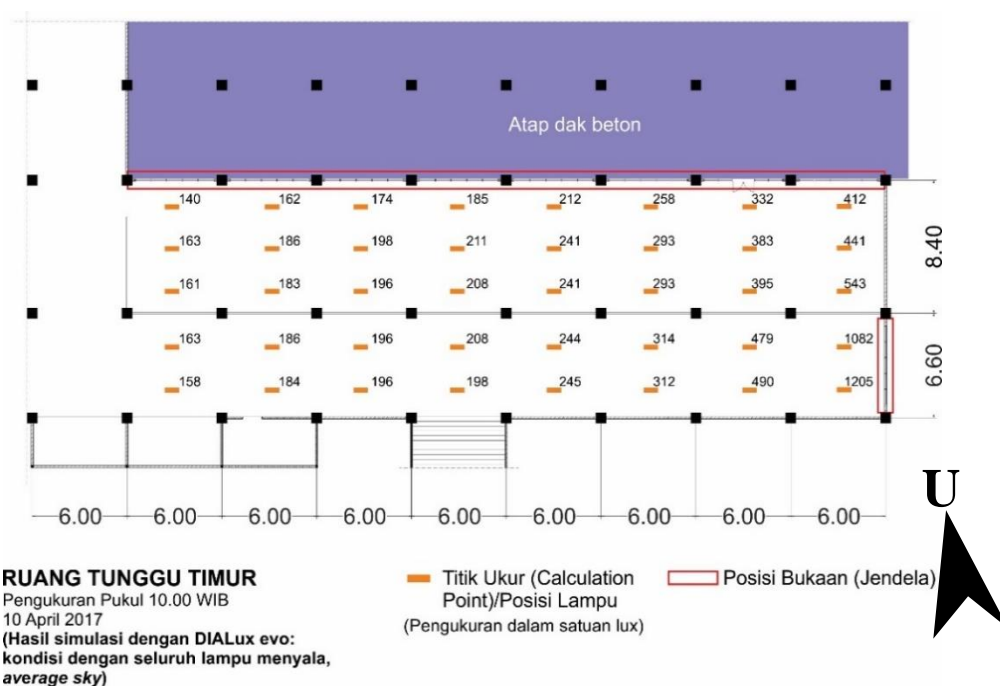 Atap dak beton
140 162 174 185 212 258 332 412
163 186 198 211 241 293 383 441
8.40
161 183 196 208 241 293 395 543
163 186 196 208 244 314 479 1082
6.60
158 184 196 198 245 312 490 1205
U
6.00 6.00 6.00 6.00 6.00 6.00 6.00 6.00 6.00
RUANG TUNGGU TIMUR
Pengukuran Pukul 10.00 WIB
10 April 2017
(Hasil simulasi dengan DIALux evo:
kondisi dengan seluruh lampu menyala,
average sky)
Titik Ukur (Calculation
Point)/Posisi Lampu
(Pengukuran dalam satuan lux)
Posisi Bukaan (Jendela)